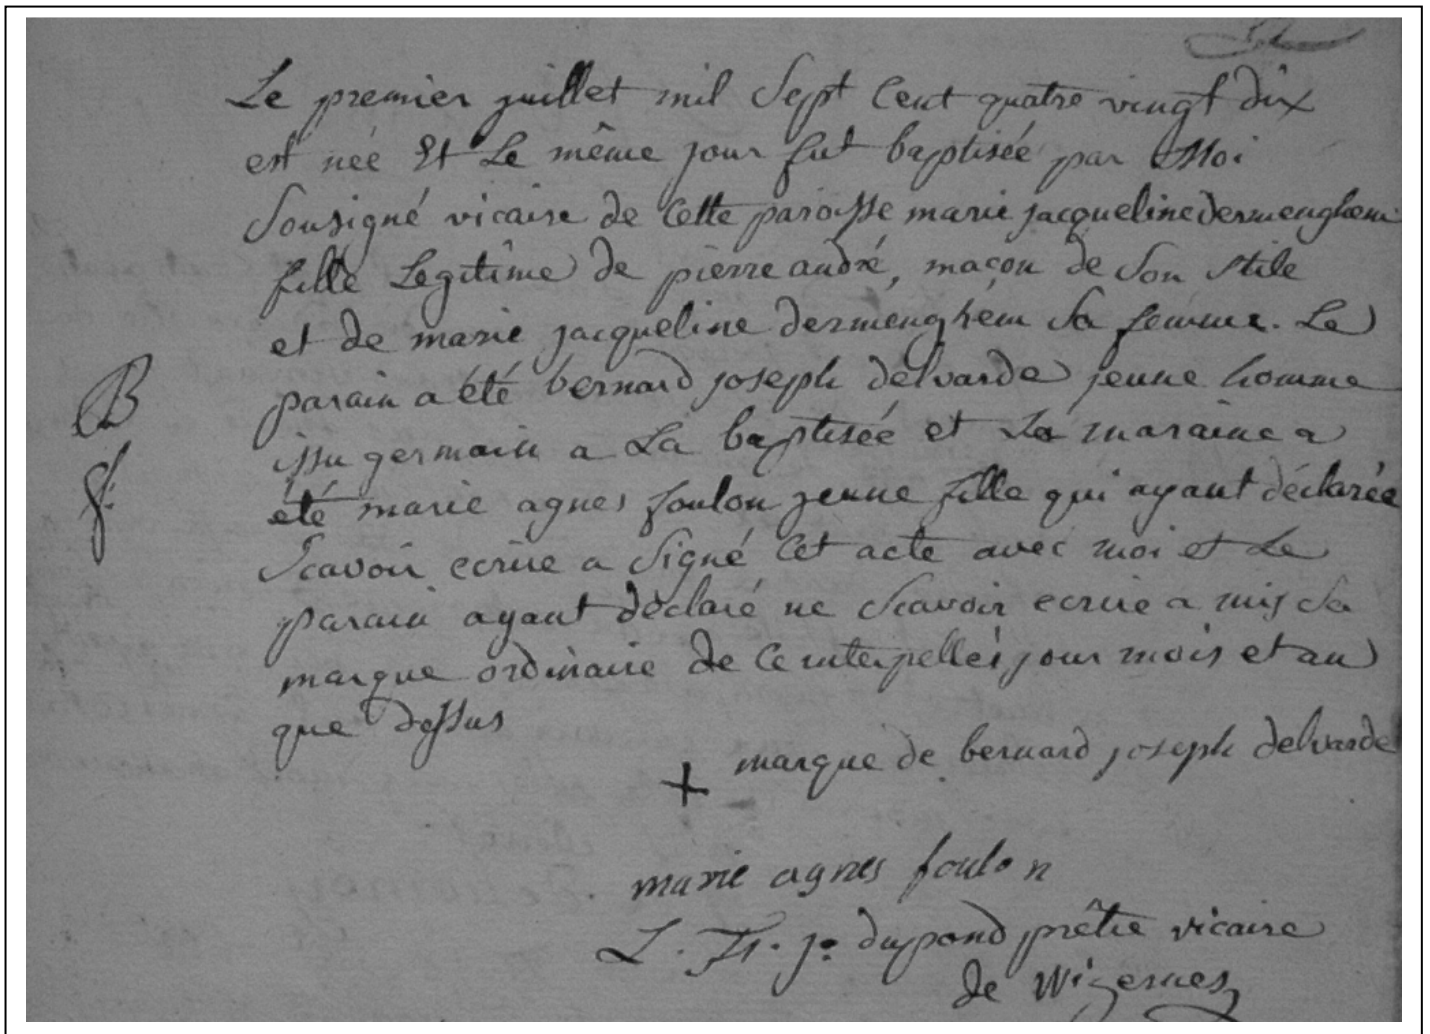 Le premier juillet mil Sept Cent quatre vingt dix
est née Et Le même jour fut baptisée par Moi
Sousigné vicaire de Cette paroisse marie jacqueline dermenghem
fille Legitime de pierre andré, maçon de Son stile
et de marie jacqueline dermenghem Sa femme. Le
parain a été bernard joseph delvarde jeune homme
issu germain a La baptisée et La maraine a
été marie agnes foulon jeune fille qui ayant déclarée
Scavoir ecrire a Signé Cet acte avec moi et Le
parain ayant déclaré ne Scavoir ecrire a mis Sa
marque ordinaire de Ce interpellés jour mois et an
que dessus
B
f.
+ marque de bernard joseph delvarde
marie agnes foulon
L. Fr. jo. dupond prêtre vicaire
de Wizernes